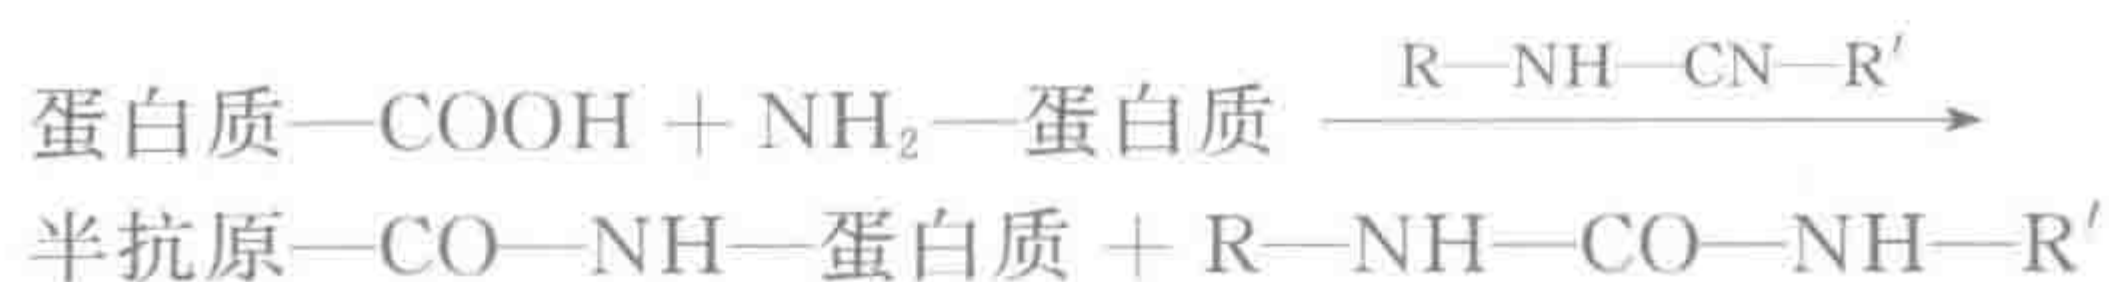 R—NH—CN—R′
蛋白质—COOH + NH₂—蛋白质 ⟶
半抗原—CO—NH—蛋白质 + R—NH—CO—NH—R′